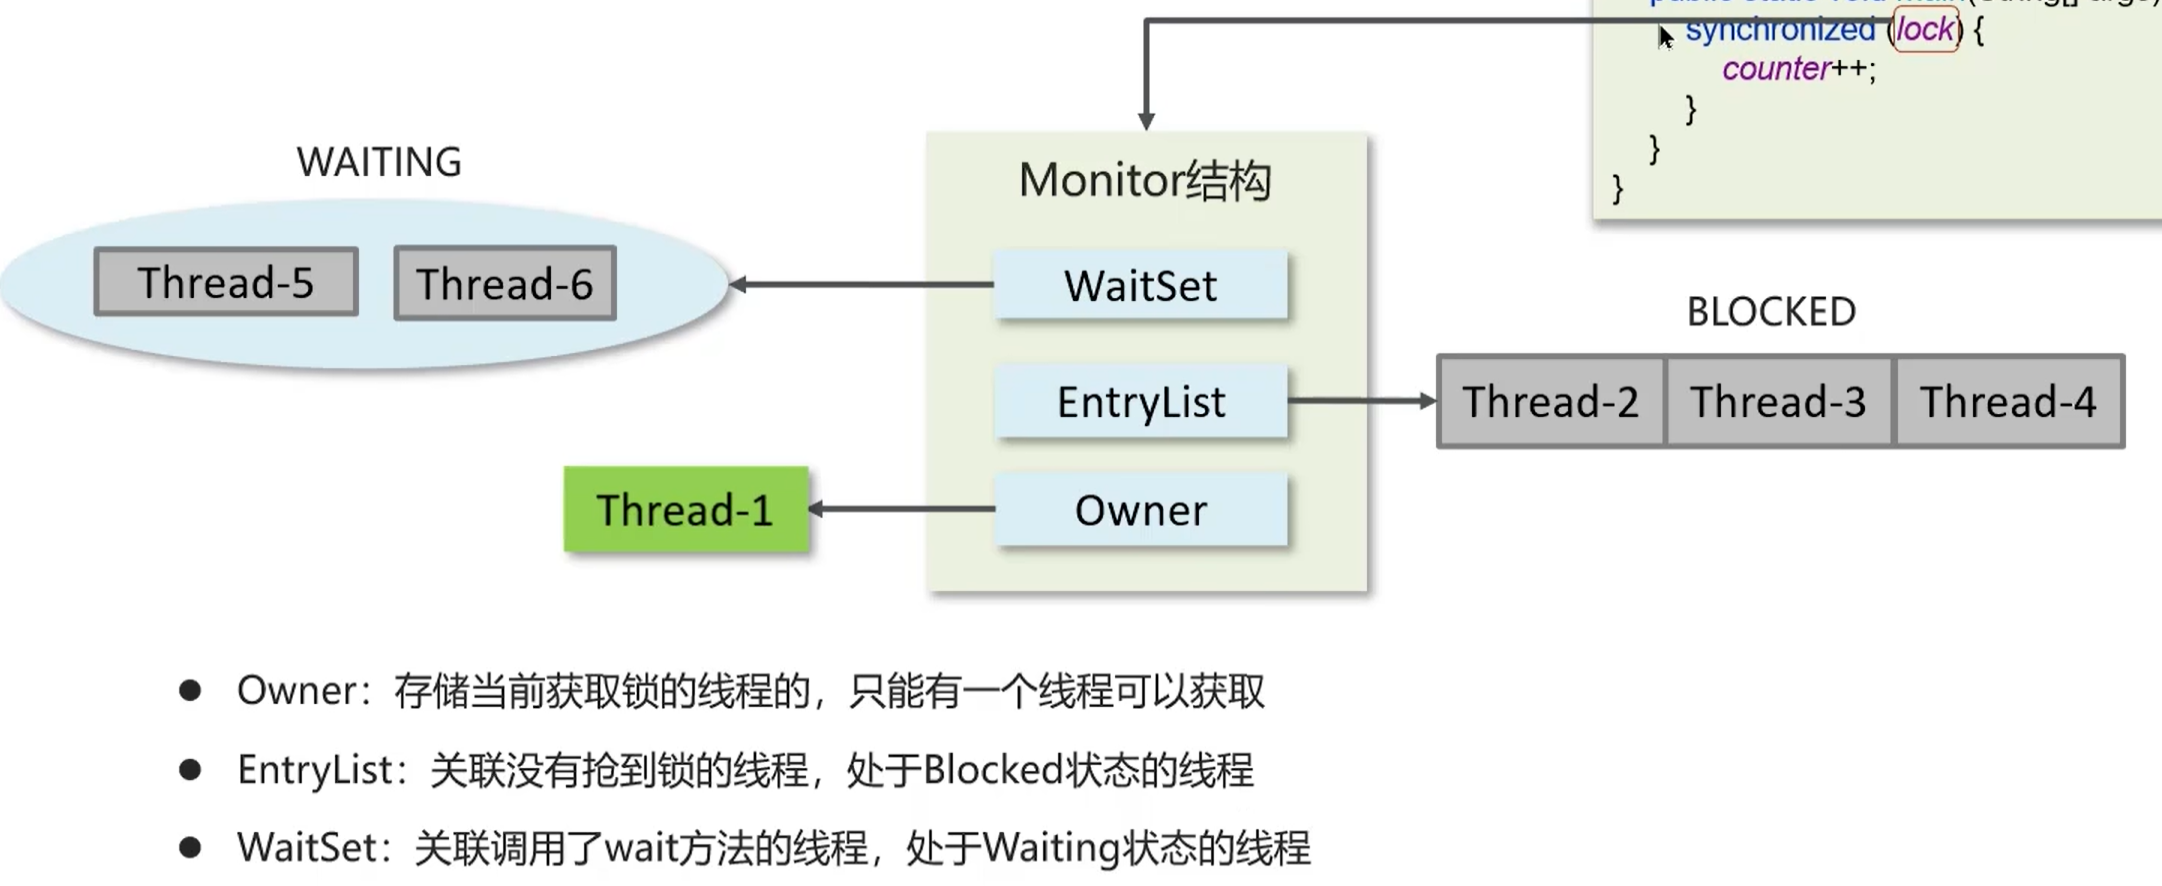 synchronized (lock) {
counter++;
}
}
}
WAITING
Thread-5
Thread-6
Monitor结构
WaitSet
EntryList
Owner
Thread-1
BLOCKED
Thread-2
Thread-3
Thread-4
Owner：存储当前获取锁的线程的，只能有一个线程可以获取
EntryList：关联没有抢到锁的线程，处于Blocked状态的线程
WaitSet：关联调用了wait方法的线程，处于Waiting状态的线程